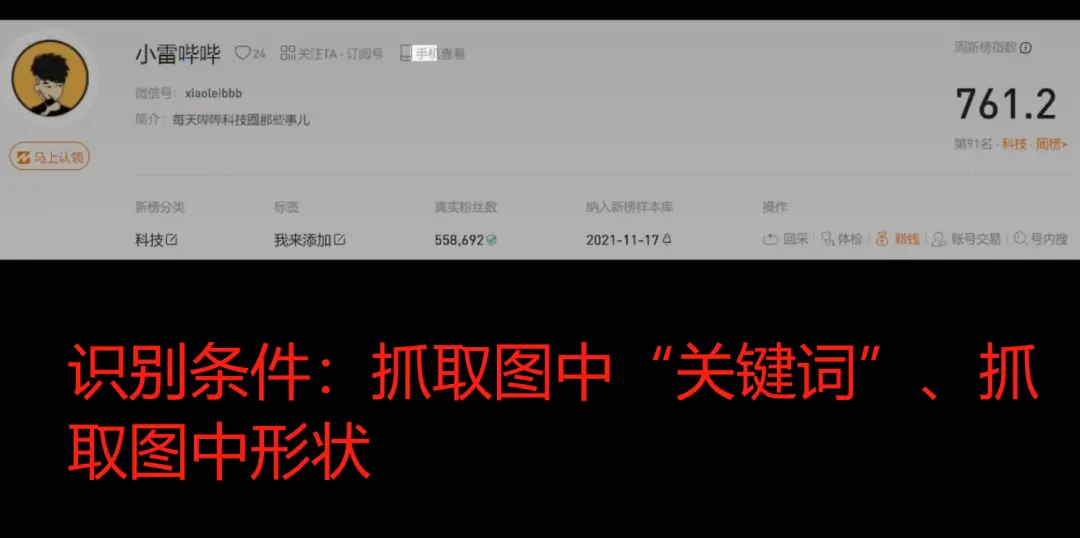 小雷哔哔 24 关注TA · 订阅号 手机查看
周新榜指数
微信号： xiaoleibbb
761.2
简介： 每天哔哔科技圈那些事儿
第91名 · 科技 · 周榜»
马上认领
新榜分类 标签 真实粉丝数 纳入新榜样本库 操作
科技 我来添加 558,692 2021-11-17 回采 体检 赚钱 账号交易 号内搜
识别条件：抓取图中“关键词”、抓
取图中形状